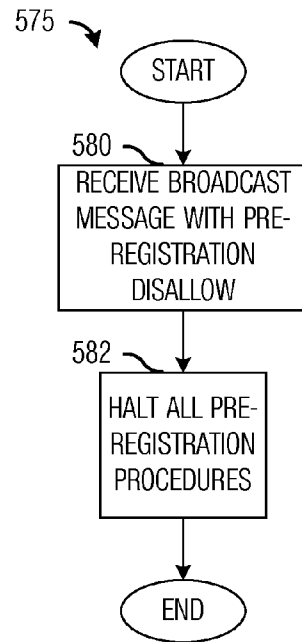 575
START
580
RECEIVE BROADCAST
MESSAGE WITH PRE-
REGISTRATION
DISALLOW
582
HALT ALL PRE-
REGISTRATION
PROCEDURES
END